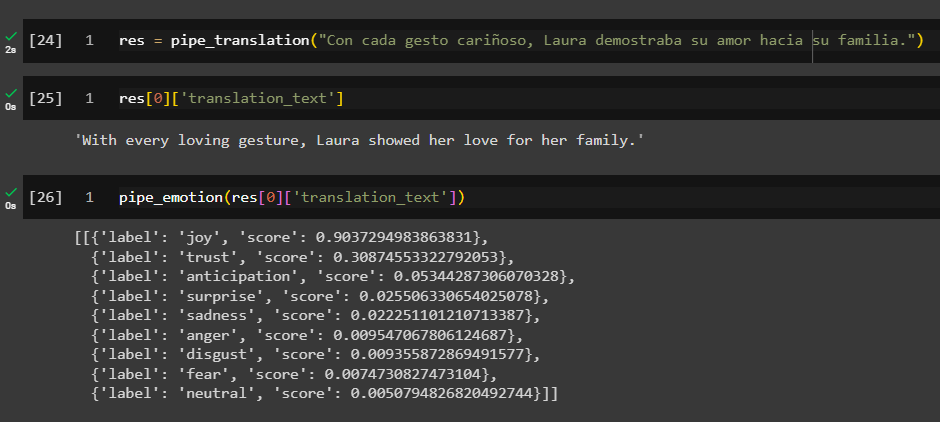 [24] 1 res = pipe_translation("Con cada gesto cariñoso, Laura demostraba su amor hacia su familia.")
2s
[25] 1 res[0]['translation_text']
0s
'With every loving gesture, Laura showed her love for her family.'
[26] 1 pipe_emotion(res[0]['translation_text'])
0s
[[{'label': 'joy', 'score': 0.9037294983863831},
{'label': 'trust', 'score': 0.30874553322792053},
{'label': 'anticipation', 'score': 0.05344287306070328},
{'label': 'surprise', 'score': 0.025506330654025078},
{'label': 'sadness', 'score': 0.022251101210713387},
{'label': 'anger', 'score': 0.009547067806124687},
{'label': 'disgust', 'score': 0.009355872869491577},
{'label': 'fear', 'score': 0.0074730827473104},
{'label': 'neutral', 'score': 0.0050794826820492744}]]